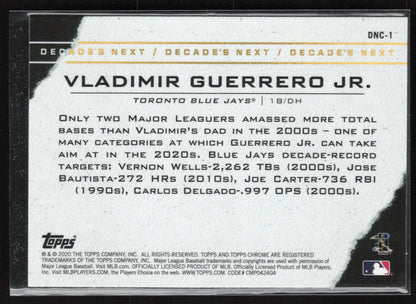 DNC-1
DECADE'S NEXT / DECADE'S NEXT / DECADE'S NEXT
VLADIMIR GUERRERO JR.
TORONTO BLUE JAYS® | 1B/DH
ONLY TWO MAJOR LEAGUERS AMASSED MORE TOTAL
BASES THAN VLADIMIR'S DAD IN THE 2000S – ONE OF
MANY CATEGORIES AT WHICH GUERRERO JR. CAN TAKE
AIM AT IN THE 2020S. BLUE JAYS DECADE-RECORD
TARGETS: VERNON WELLS-2,262 TBS (2000S), JOSE
BAUTISTA-272 HRS (2010S), JOE CARTER-736 RBI
(1990S), CARLOS DELGADO-.997 OPS (2000S).
topps
® & © 2020 THE TOPPS COMPANY, INC. ALL RIGHTS RESERVED. TOPPS AND TOPPS CHROME ARE REGISTERED
TRADEMARKS OF THE TOPPS COMPANY, INC. Major League Baseball trademarks and copyrights are used with permission of
Major League Baseball. Visit MLB.com. OFFICIALLY LICENSED PRODUCT OF MLB Players, Inc.
Visit MLBPLAYERS.com, the Players Choice on the web. WWW.TOPPS.COM. CODE# CMP042404